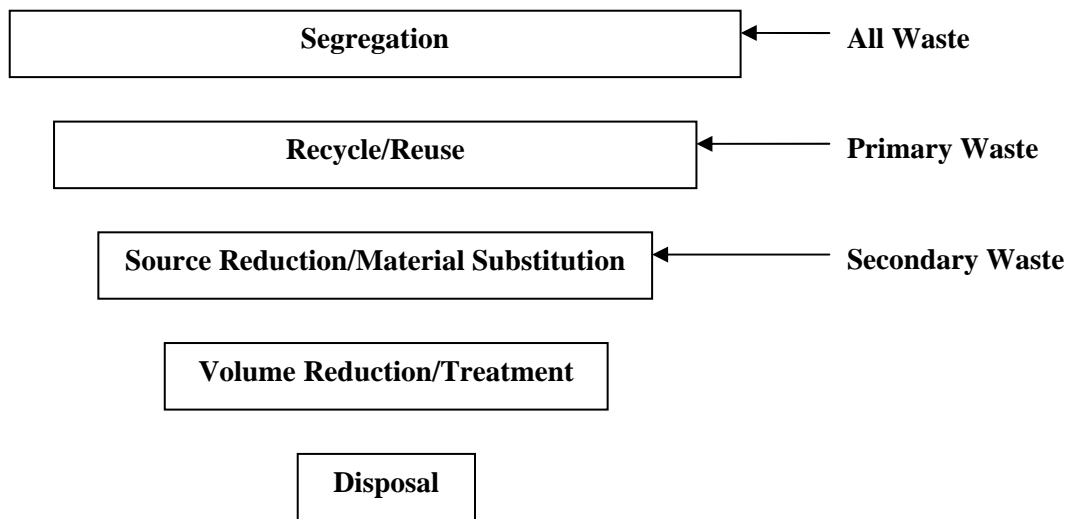 Segregation All Waste
Recycle/Reuse Primary Waste
Source Reduction/Material Substitution Secondary Waste
Volume Reduction/Treatment
Disposal